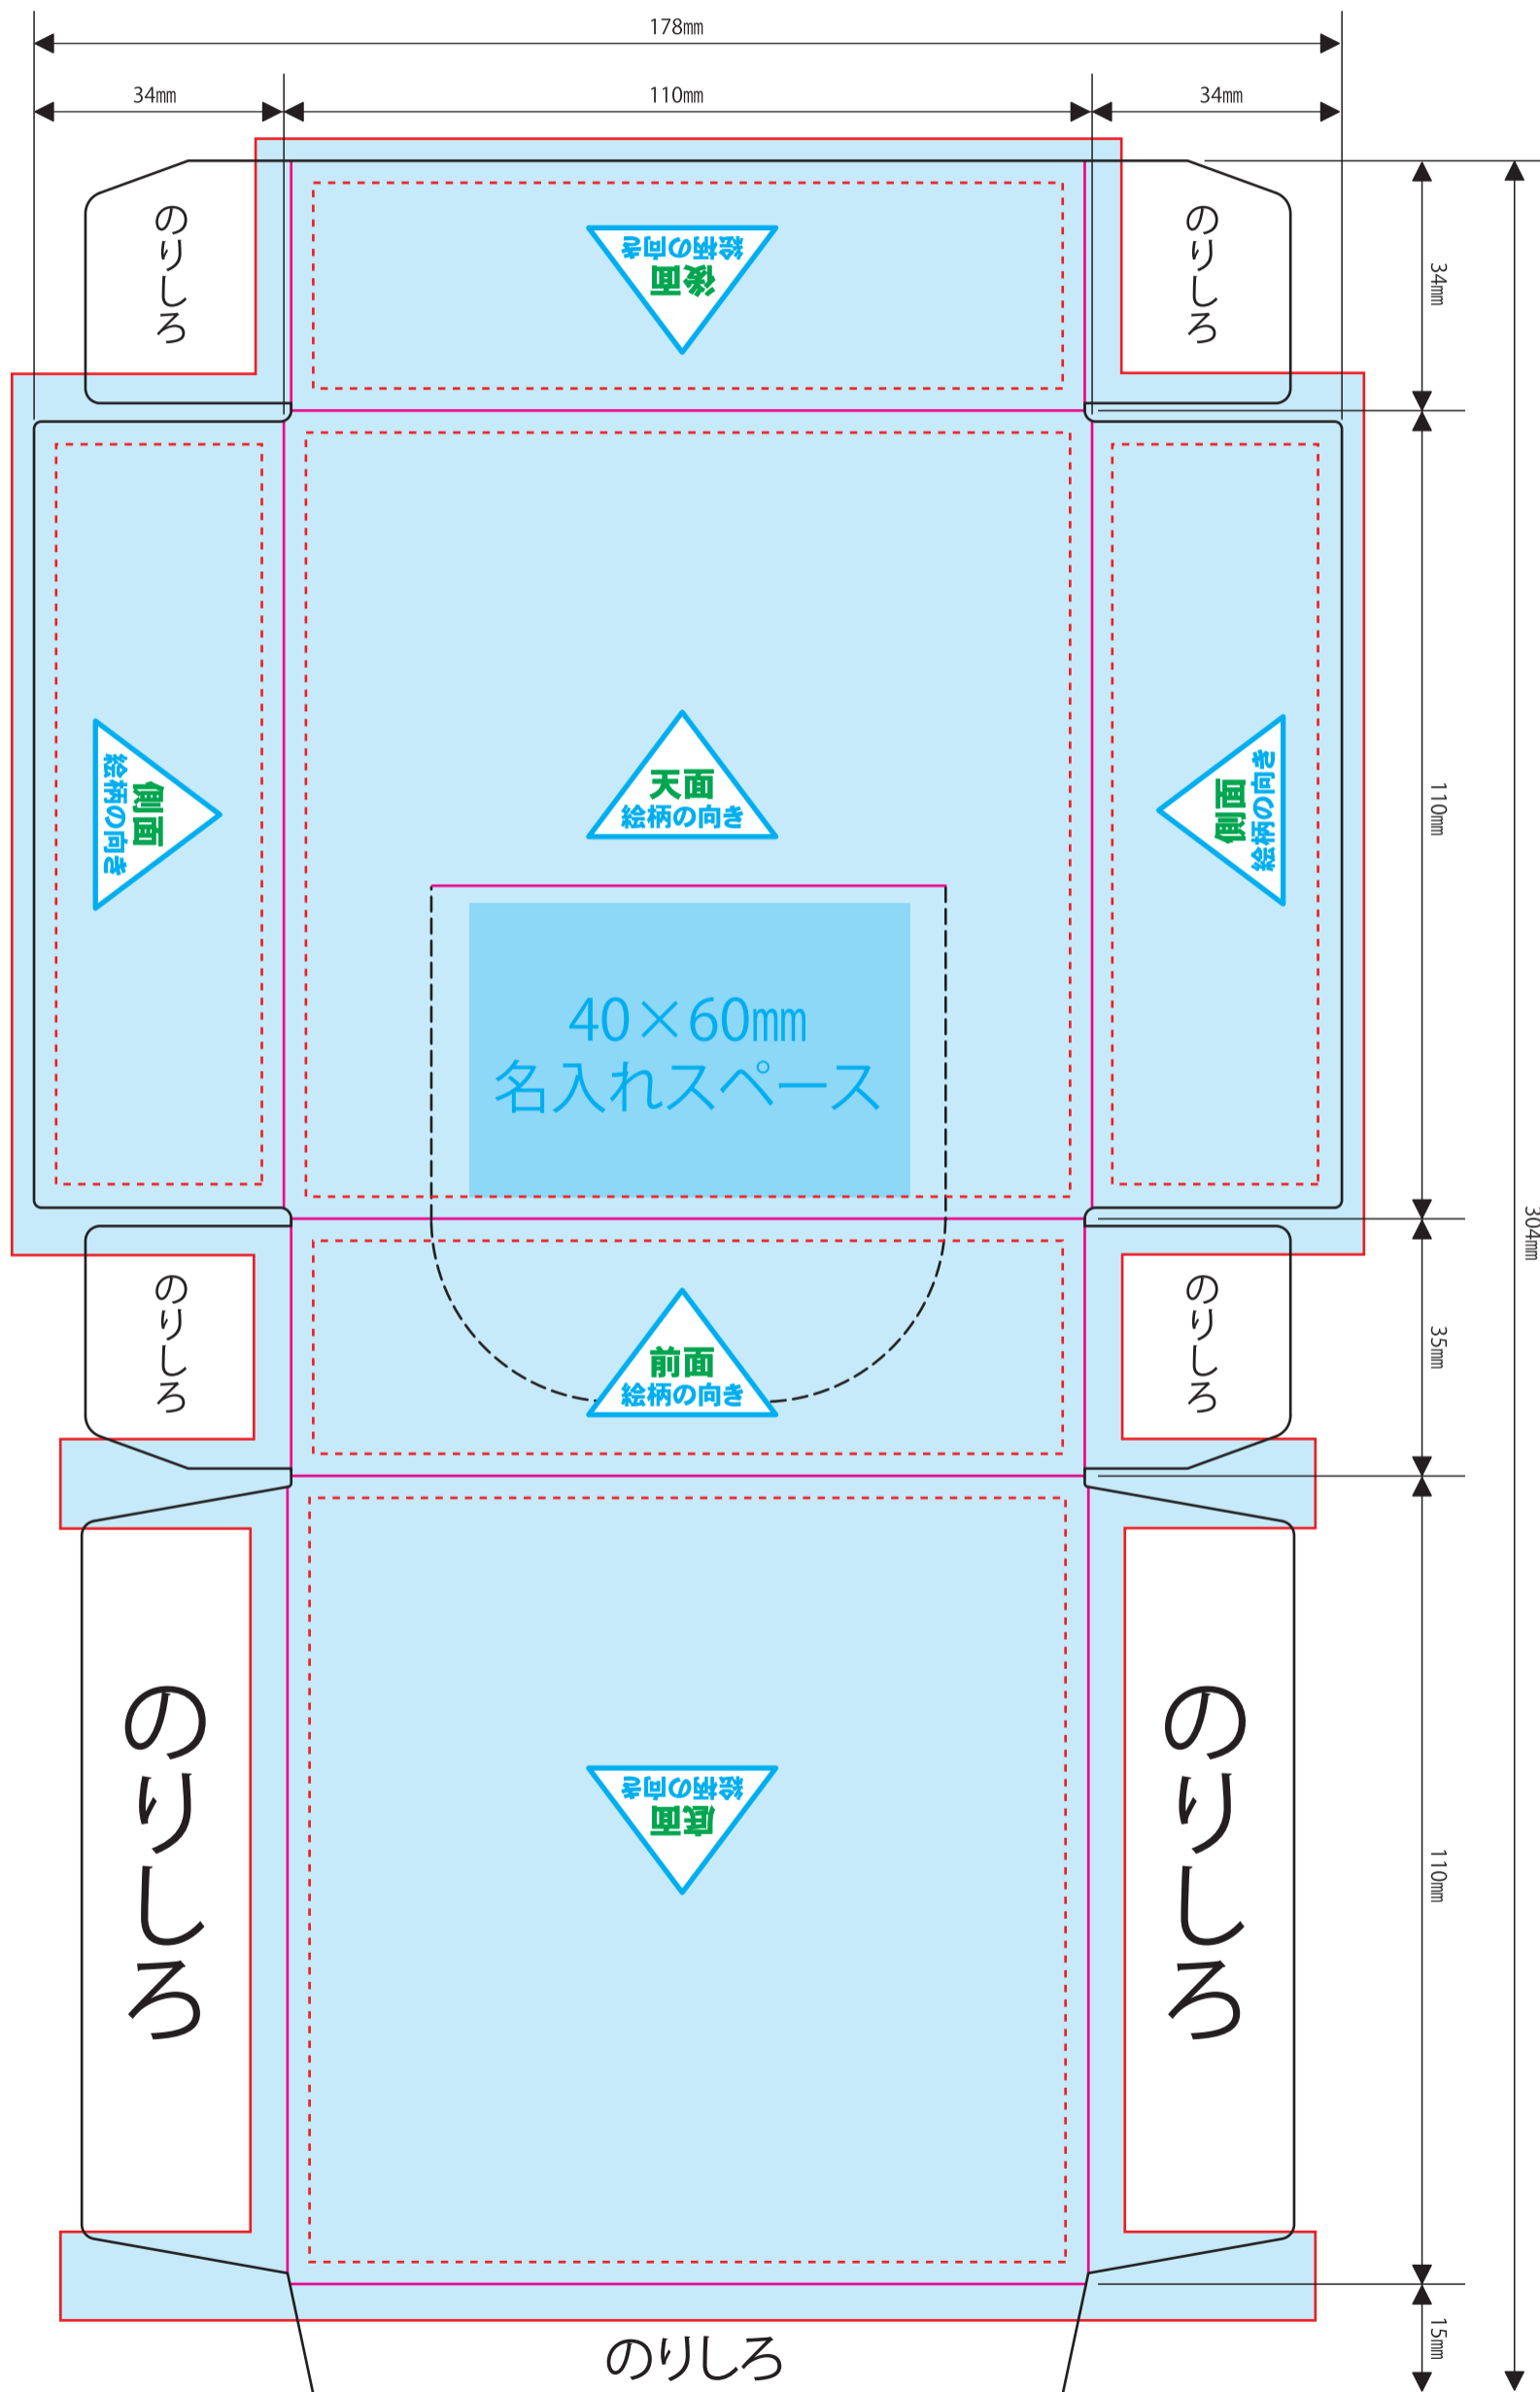 178mm
34mm
110mm
34mm
のりしろ
後面
絵柄の向き
のりしろ
34mm
側面
絵柄の向き
天面
絵柄の向き
側面
絵柄の向き
110mm
40×60mm
名入れスペース
304mm
のりしろ
前面
絵柄の向き
のりしろ
35mm
のりしろ
底面
絵柄の向き
のりしろ
110mm
のりしろ
15mm